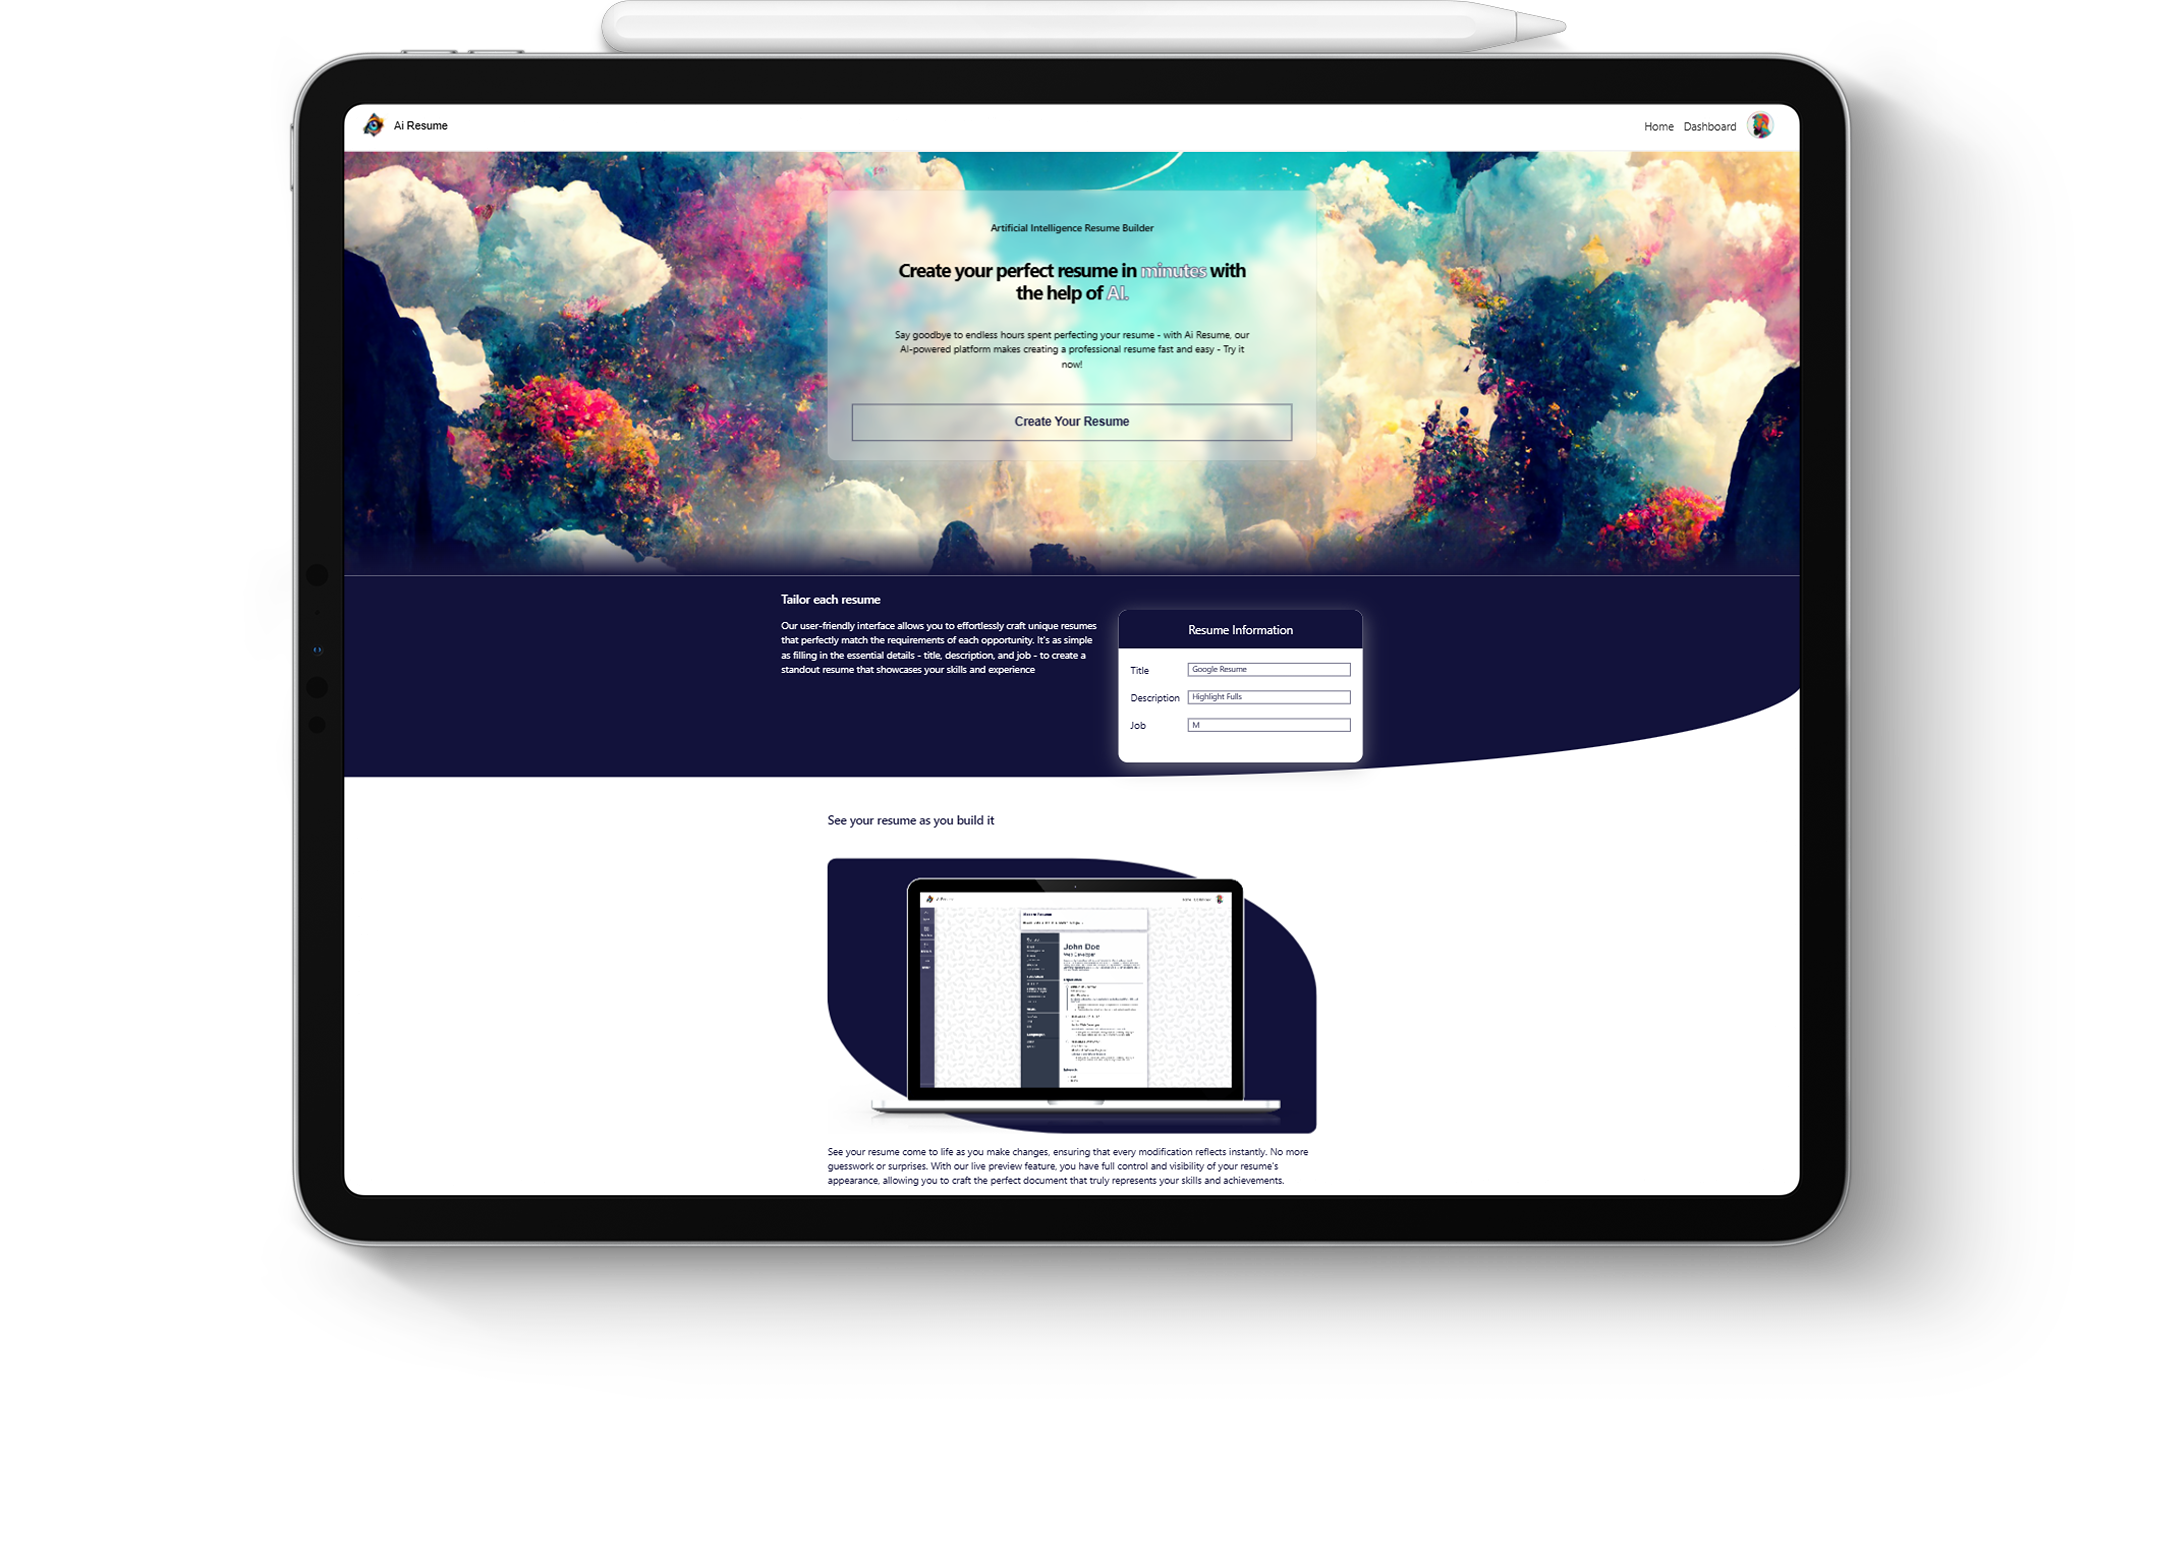 Ai Resume
Home Dashboard
Artificial Intelligence Resume Builder
Create your perfect resume in minutes with
the help of AI.
Say goodbye to endless hours spent perfecting your resume - with Ai Resume, our
AI-powered platform makes creating a professional resume fast and easy - Try it
now!
Create Your Resume
Tailor each resume
Our user-friendly interface allows you to effortlessly craft unique resumes
that perfectly match the requirements of each opportunity. It's as simple
as filling in the essential details - title, description, and job - to create a
standout resume that showcases your skills and experience
Resume Information
Title Google Resume
Description Highlight Fulls
Job M
See your resume as you build it
John Doe
Web Developer
See your resume come to life as you make changes, ensuring that every modification reflects instantly. No more
guesswork or surprises. With our live preview feature, you have full control and visibility of your resume's
appearance, allowing you to craft the perfect document that truly represents your skills and achievements.